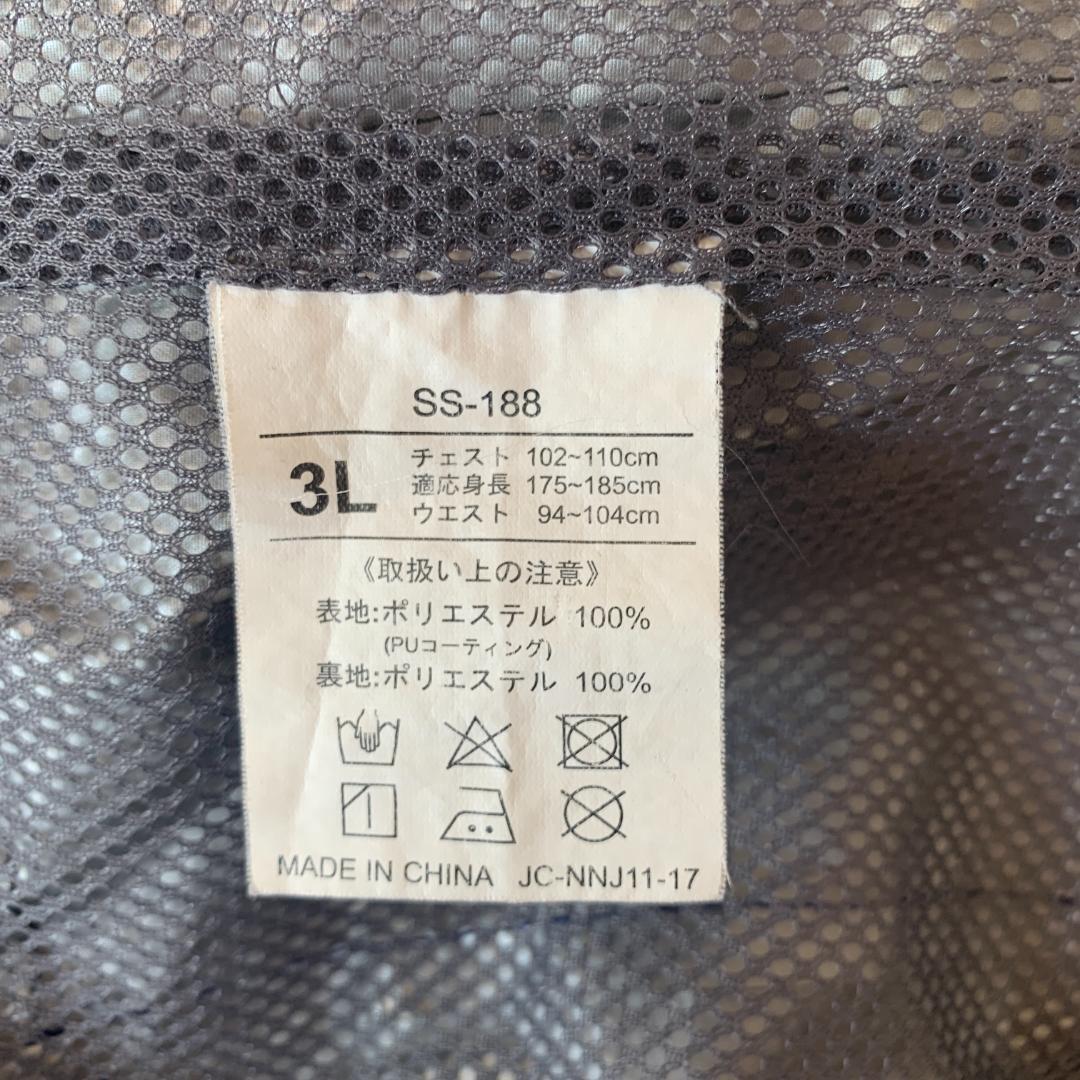 SS-188
3L
チェスト 102~110cm
適応身長 175~185cm
ウエスト 94~104cm
《取扱い上の注意》
表地:ポリエステル 100%
(PUコーティング)
裏地:ポリエステル 100%
MADE IN CHINA JC-NNJ11-17